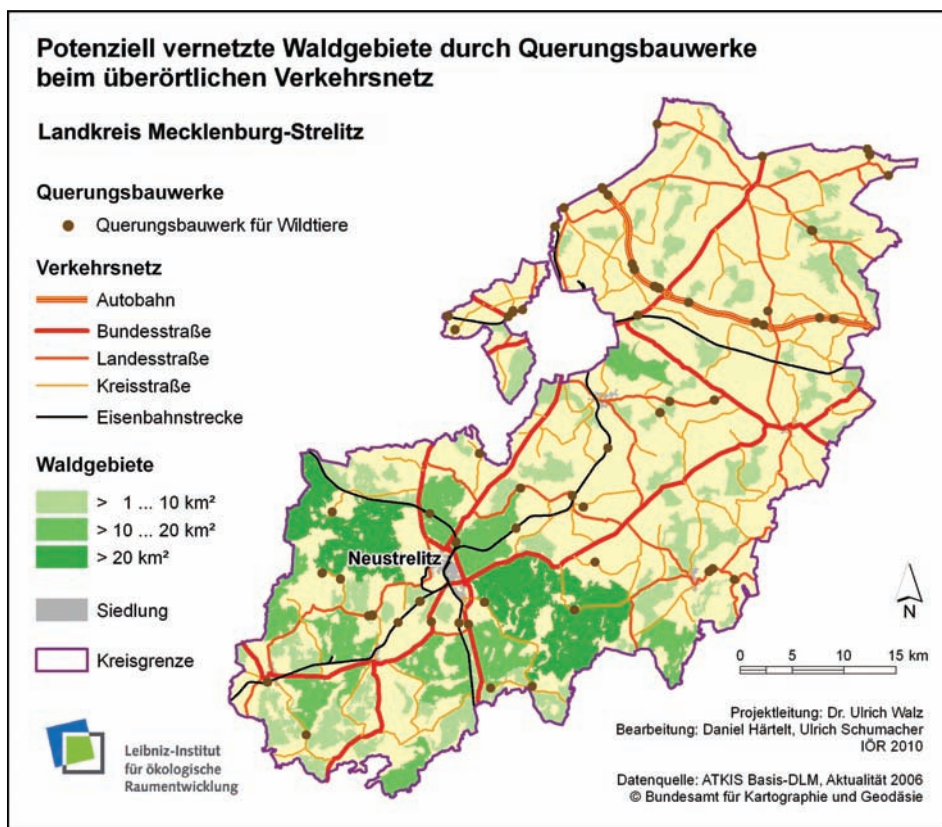 Potenziell vernetzte Waldgebiete durch Querungsbauwerke
beim überörtlichen Verkehrsnetz
Landkreis Mecklenburg-Strelitz
Querungsbauwerke
Querungsbauwerk für Wildtiere
Verkehrsnetz
Autobahn
Bundesstraße
Landesstraße
Kreisstraße
Eisenbahnstrecke
Waldgebiete
> 1 ... 10 km²
> 10 ... 20 km²
> 20 km²
Siedlung
Kreisgrenze
Neustrelitz
N
0 5 10 15 km
Leibniz-Institut
für ökologische
Raumentwicklung
Projektleitung: Dr. Ulrich Walz
Bearbeitung: Daniel Härtelt, Ulrich Schumacher
IÖR 2010
Datenquelle: ATKIS Basis-DLM, Aktualität 2006
© Bundesamt für Kartographie und Geodäsie